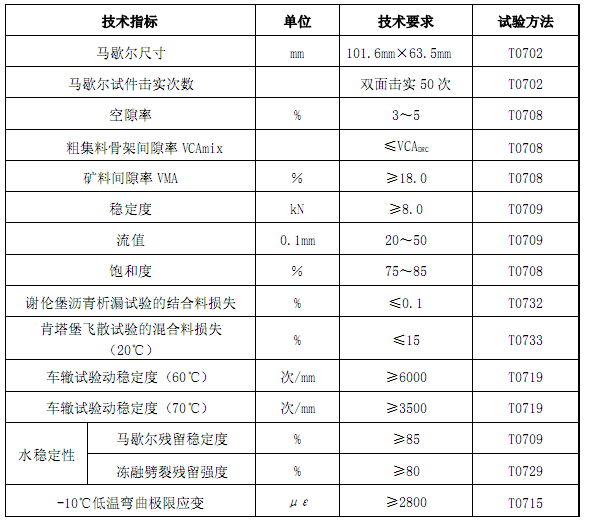 技术指标 单位 技术要求 试验方法
马歇尔尺寸 mm 101.6mm×63.5mm T0702
马歇尔试件击实次数 双面击实 50 次 T0702
空隙率 % 3～5 T0708
粗集料骨架间隙率 VCAmix ≤VCADRC T0708
矿料间隙率 VMA % ≥18.0 T0708
稳定度 kN ≥8.0 T0709
流值 0.1mm 20～50 T0709
饱和度 % 75～85 T0708
谢伦堡沥青析漏试验的结合料损失 % ≤0.1 T0732
肯塔堡飞散试验的混合料损失
（20℃） % ≤15 T0733
车辙试验动稳定度（60℃） 次/mm ≥6000 T0719
车辙试验动稳定度（70℃） 次/mm ≥3500 T0719
水稳定性 马歇尔残留稳定度 % ≥85 T0709
冻融劈裂残留强度 % ≥80 T0729
-10℃低温弯曲极限应变 με ≥2800 T0715